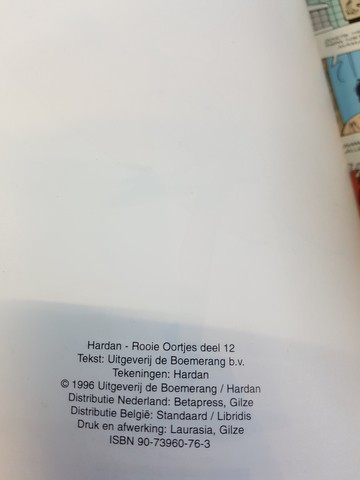 Hardan - Rooie Oortjes deel 12
Tekst: Uitgeverij de Boemerang b.v.
Tekeningen: Hardan
© 1996 Uitgeverij de Boemerang / Hardan
Distributie Nederland: Betapress, Gilze
Distributie België: Standaard / Libridis
Druk en afwerking: Laurasia, Gilze
ISBN 90-73960-76-3